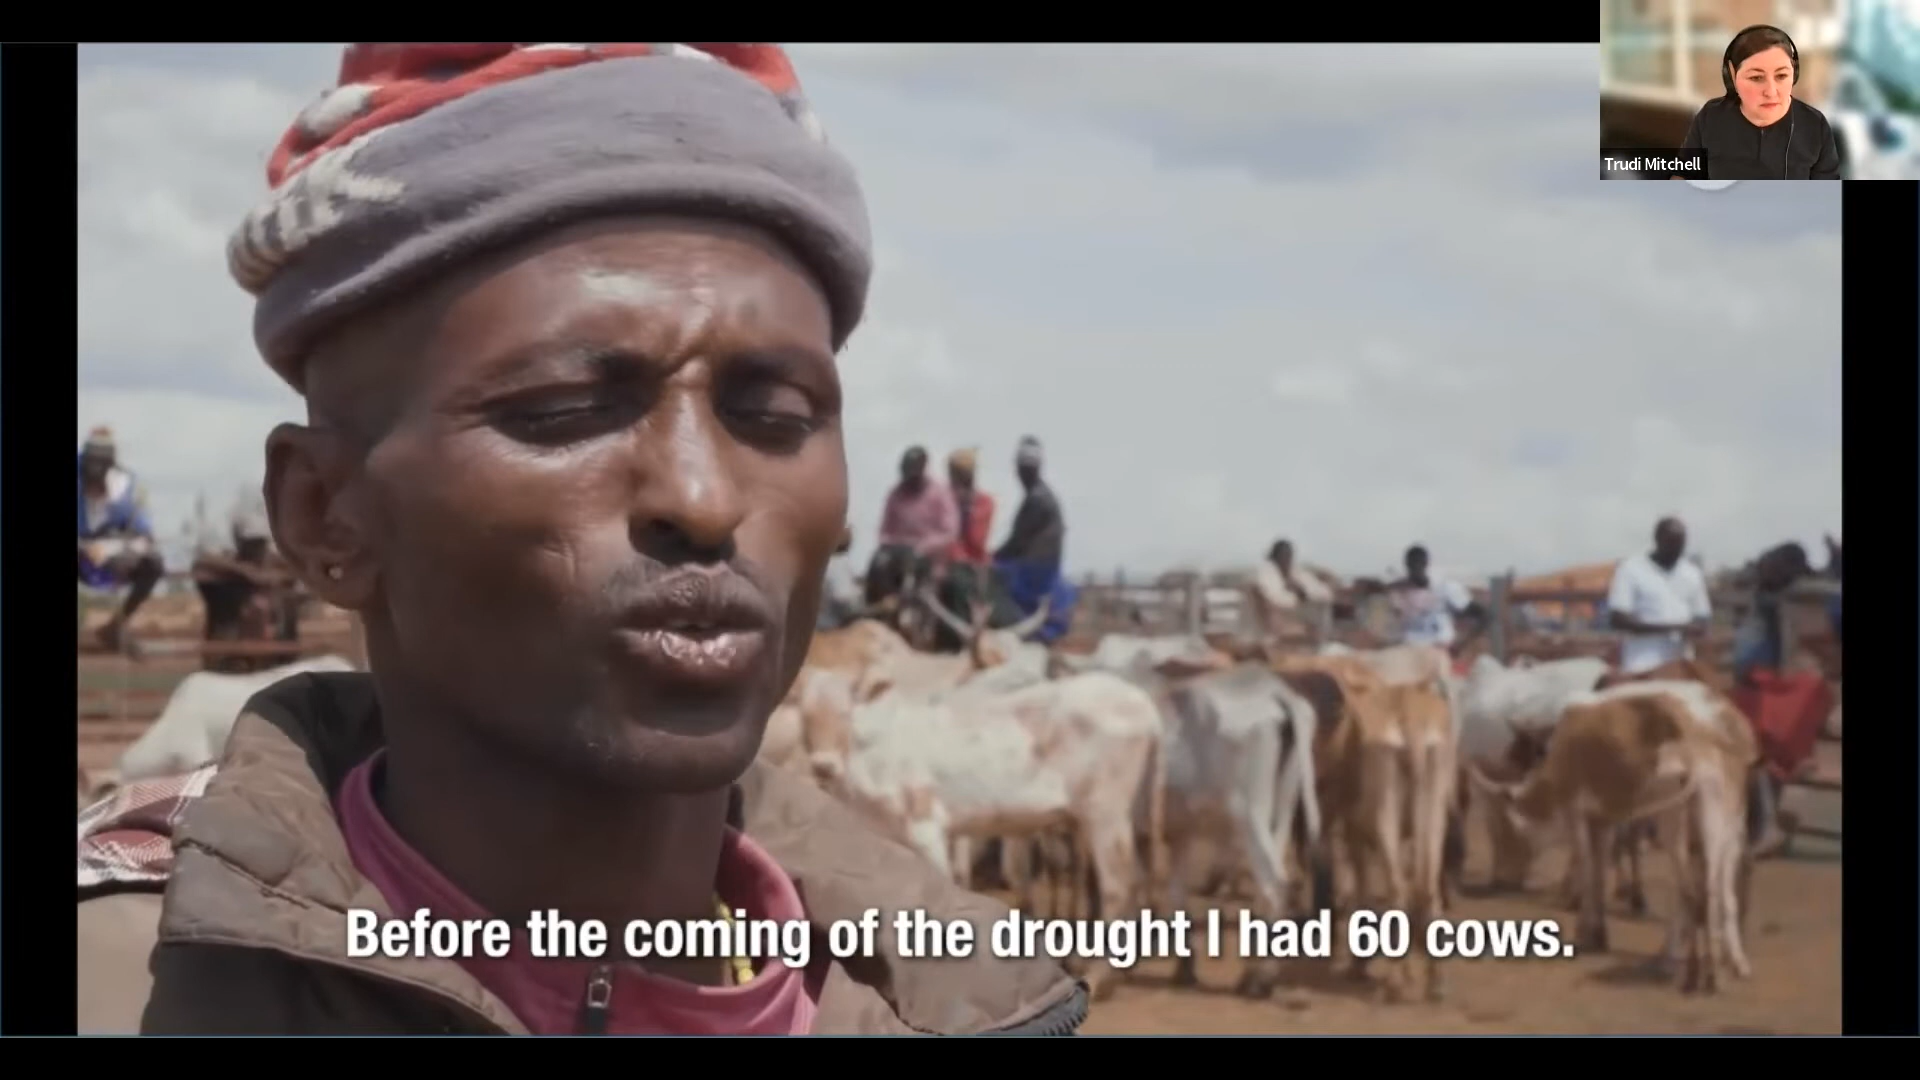 Trudi Mitchell
Before the coming of the drought I had 60 cows.